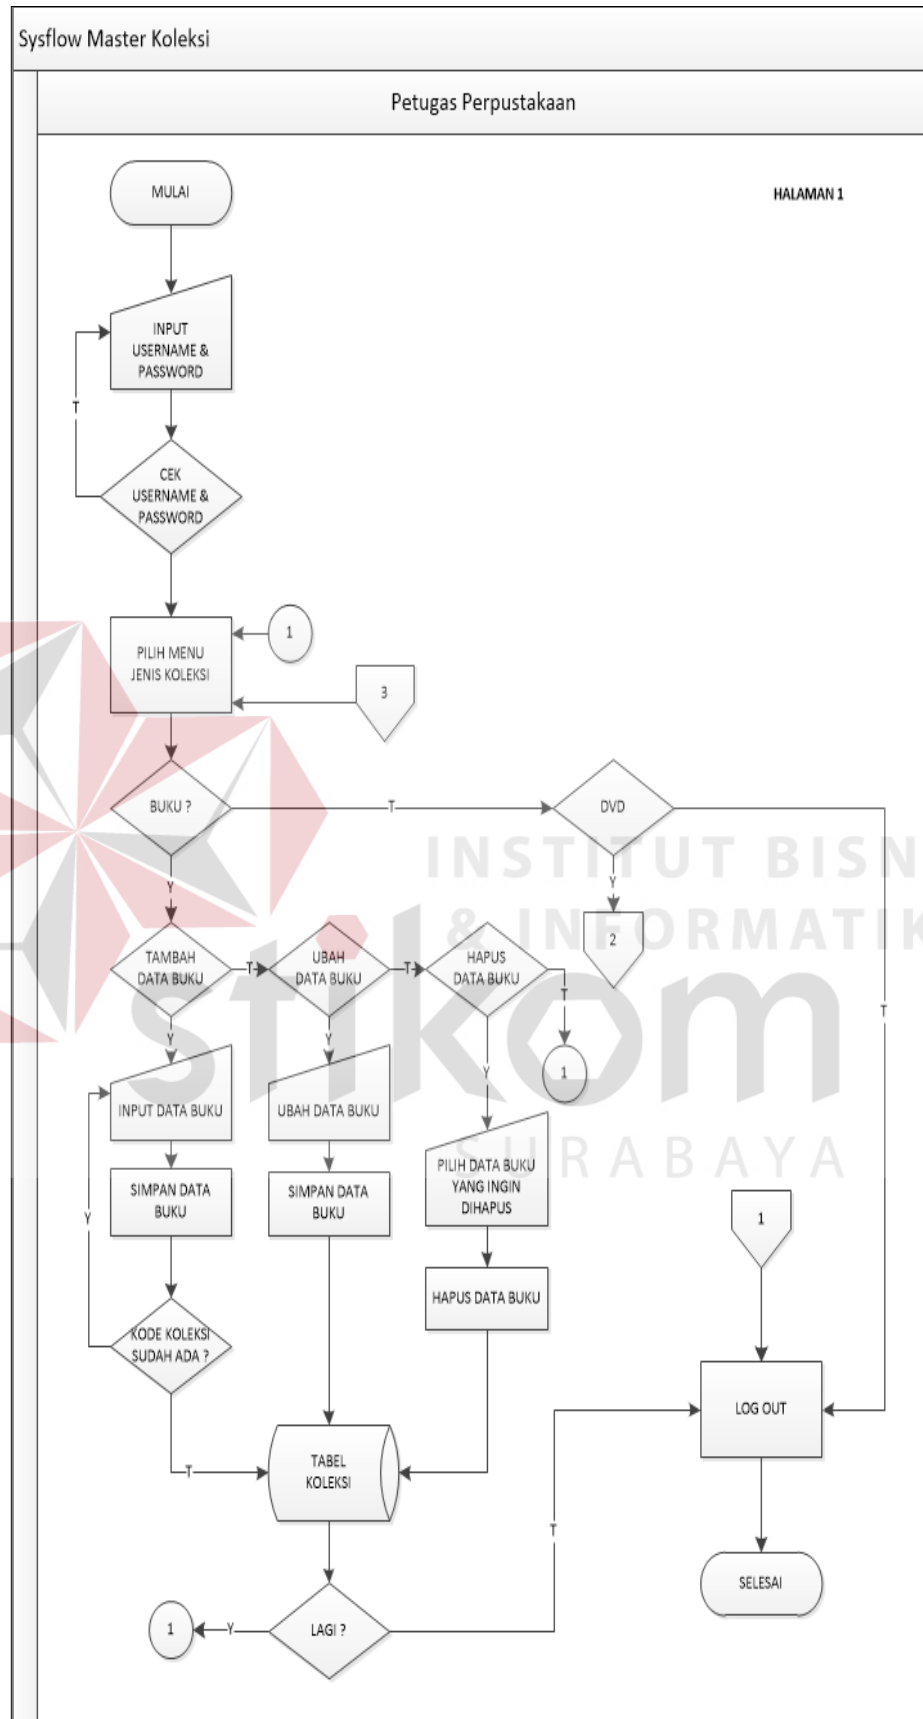 Sysflow Master Koleksi
Petugas Perpustakaan
MULAI
HALAMAN 1
INPUT
USERNAME &
PASSWORD
T
CEK
USERNAME &
PASSWORD
PILIH MENU
JENIS KOLEKSI
1
3
BUKU ?
T
DVD
Y
Y
2
T
TAMBAH
DATA BUKU
T
UBAH
DATA BUKU
T
HAPUS
DATA BUKU
T
1
Y
Y
Y
INPUT DATA BUKU
UBAH DATA BUKU
PILIH DATA BUKU
YANG INGIN
DIHAPUS
SIMPAN DATA
BUKU
SIMPAN DATA
BUKU
Y
HAPUS DATA BUKU
1
KODE KOLEKSI
SUDAH ADA ?
T
TABEL
KOLEKSI
LOG OUT
T
SELESAI
LAGI ?
Y
1
INSTITUT BISN
& INFORMATIK
stikom
SURABAYA